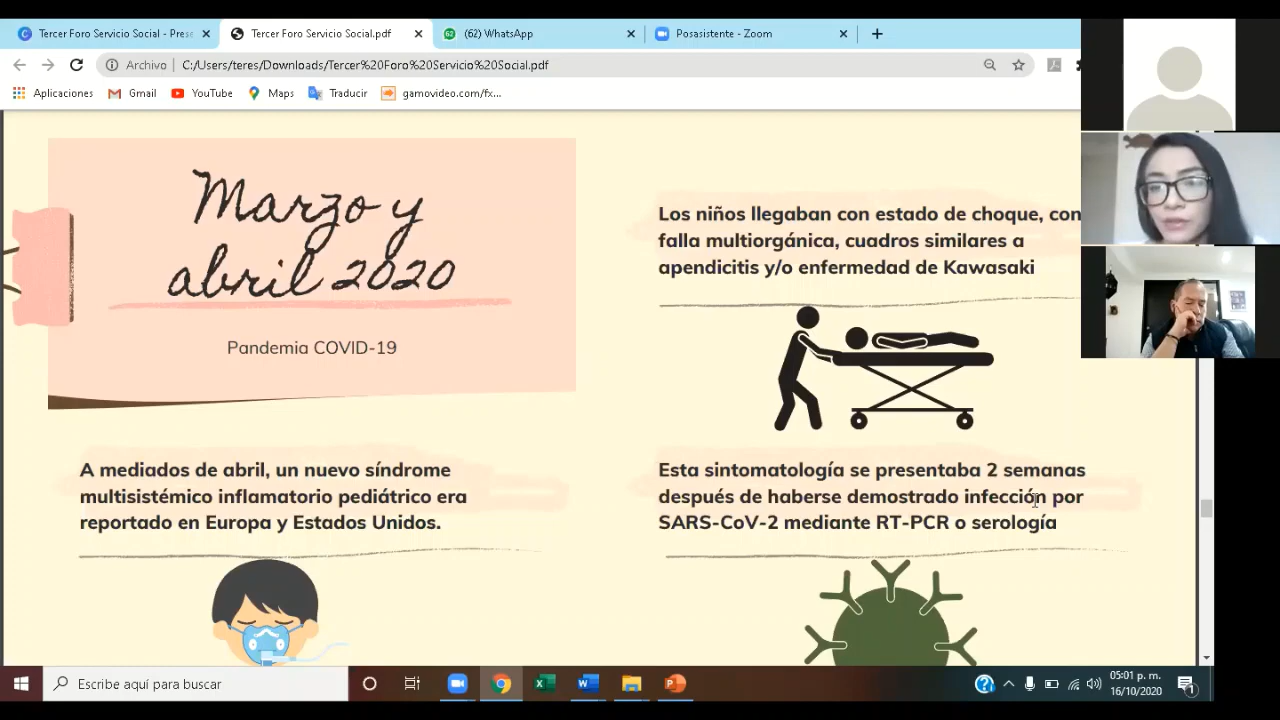 Tercer Foro Servicio Social - Prese
Tercer Foro Servicio Social.pdf
(62) WhatsApp
Posasistente - Zoom
Archivo
C:/Users/teres/Downloads/Tercer%20Foro%20Servicio%20Social.pdf
Aplicaciones
Gmail
YouTube
Maps
Traducir
gamovideo.com/fx...
Marzo y
abril 2020
Pandemia COVID-19
Los niños llegaban con estado de choque, con
falla multiorgánica, cuadros similares a
apendicitis y/o enfermedad de Kawasaki
A mediados de abril, un nuevo síndrome
multisistémico inflamatorio pediátrico era
reportado en Europa y Estados Unidos.
Esta sintomatología se presentaba 2 semanas
después de haberse demostrado infección por
SARS-CoV-2 mediante RT-PCR o serología
Escribe aquí para buscar
05:01 p. m.
16/10/2020
1